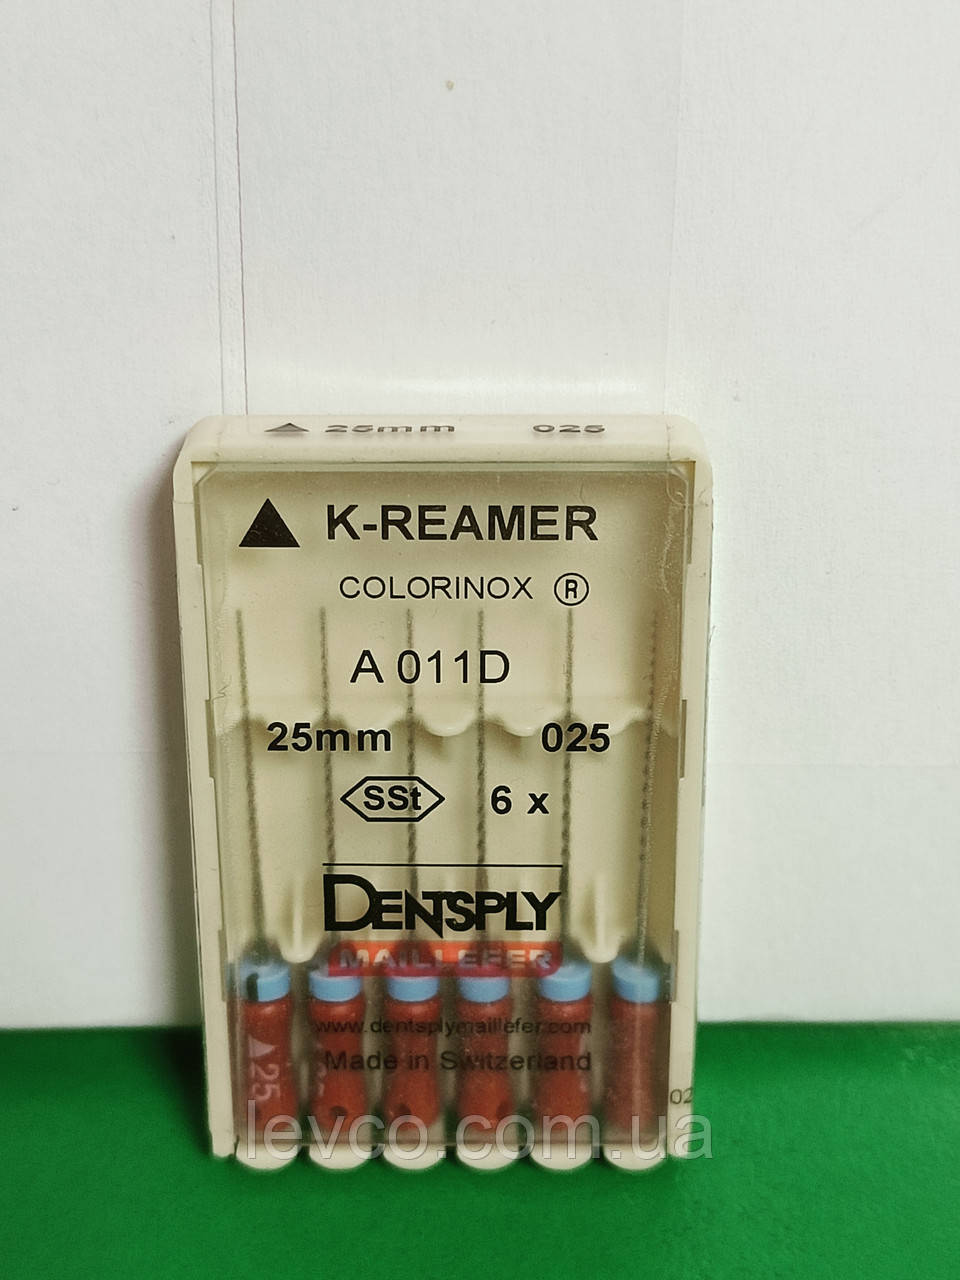 ▲ 25mm 025
▲ K-REAMER
COLORINOX ®
A 011D
25mm 025
SSt 6 x
DENTSPLY
MAILLEFER
www.dentsplymaillefer.com
Made in Switzerland
▲25
02
levco.com.ua